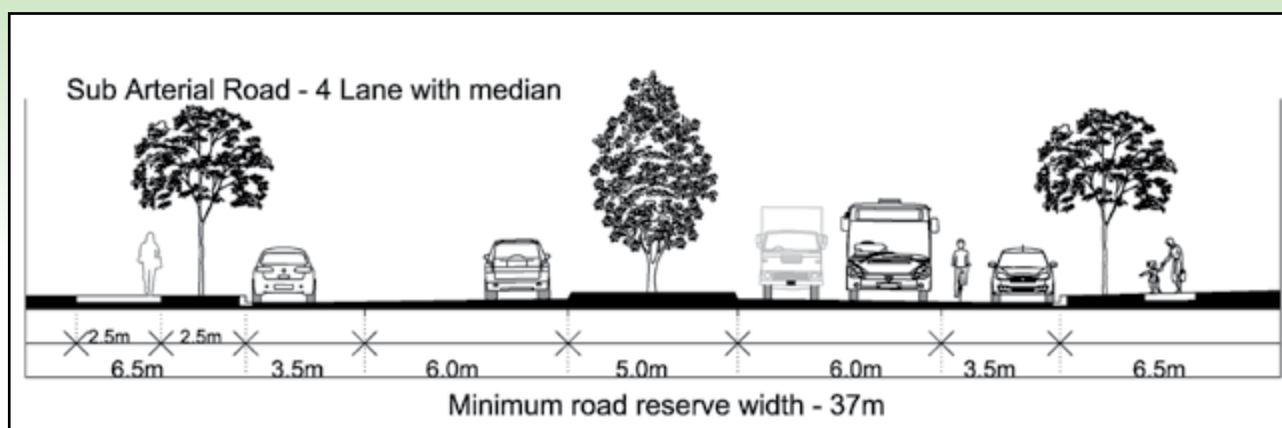 Sub Arterial Road - 4 Lane with median
2.5m 2.5m
6.5m 3.5m 6.0m 5.0m 6.0m 3.5m 6.5m
Minimum road reserve width - 37m